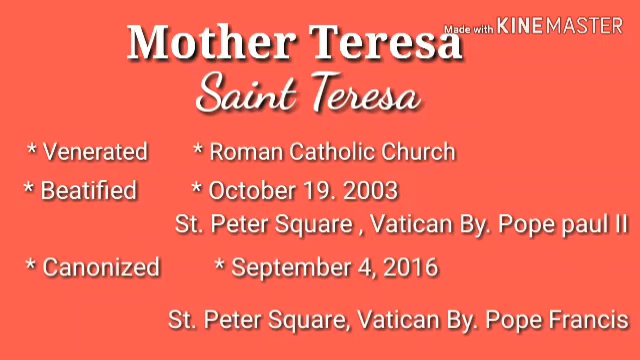 Made with KINEMASTER
Mother Teresa
Saint Teresa
* Venerated * Roman Catholic Church
* Beatified * October 19. 2003
St. Peter Square , Vatican By. Pope paul II
* Canonized * September 4, 2016
St. Peter Square, Vatican By. Pope Francis